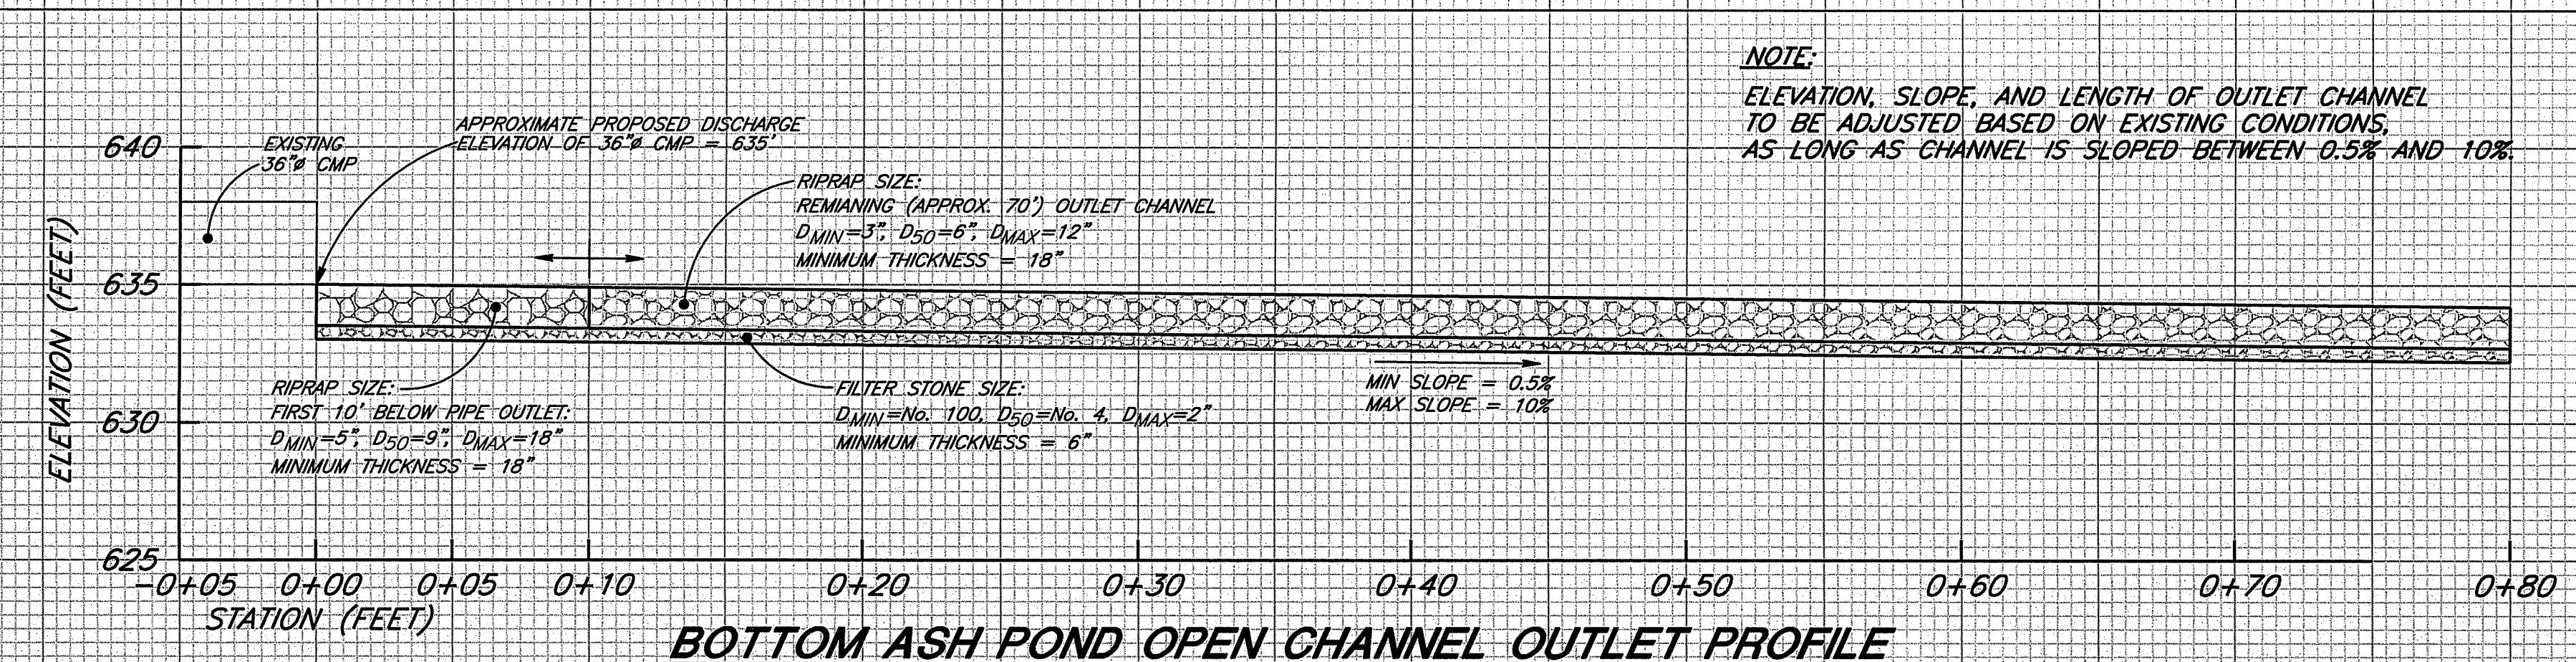 NOTE:
ELEVATION, SLOPE, AND LENGTH OF OUTLET CHANNEL
TO BE ADJUSTED BASED ON EXISTING CONDITIONS,
AS LONG AS CHANNEL IS SLOPED BETWEEN 0.5% AND 10%.
EXISTING
36"ø CMP
APPROXIMATE PROPOSED DISCHARGE
ELEVATION OF 36"ø CMP = 635'
RIPRAP SIZE:
REMIANING (APPROX. 70') OUTLET CHANNEL
DMIN=3", D50=6", DMAX=12"
MINIMUM THICKNESS = 18"
ELEVATION (FEET)
640
635
630
625
RIPRAP SIZE:
FIRST 10' BELOW PIPE OUTLET:
DMIN=5", D50=9", DMAX=18"
MINIMUM THICKNESS = 18"
FILTER STONE SIZE:
DMIN=No. 100, D50=No. 4, DMAX=2"
MINIMUM THICKNESS = 6"
MIN SLOPE = 0.5%
MAX SLOPE = 10%
-0+05 0+00 0+05 0+10 0+20 0+30 0+40 0+50 0+60 0+70 0+80
STATION (FEET)
BOTTOM ASH POND OPEN CHANNEL OUTLET PROFILE